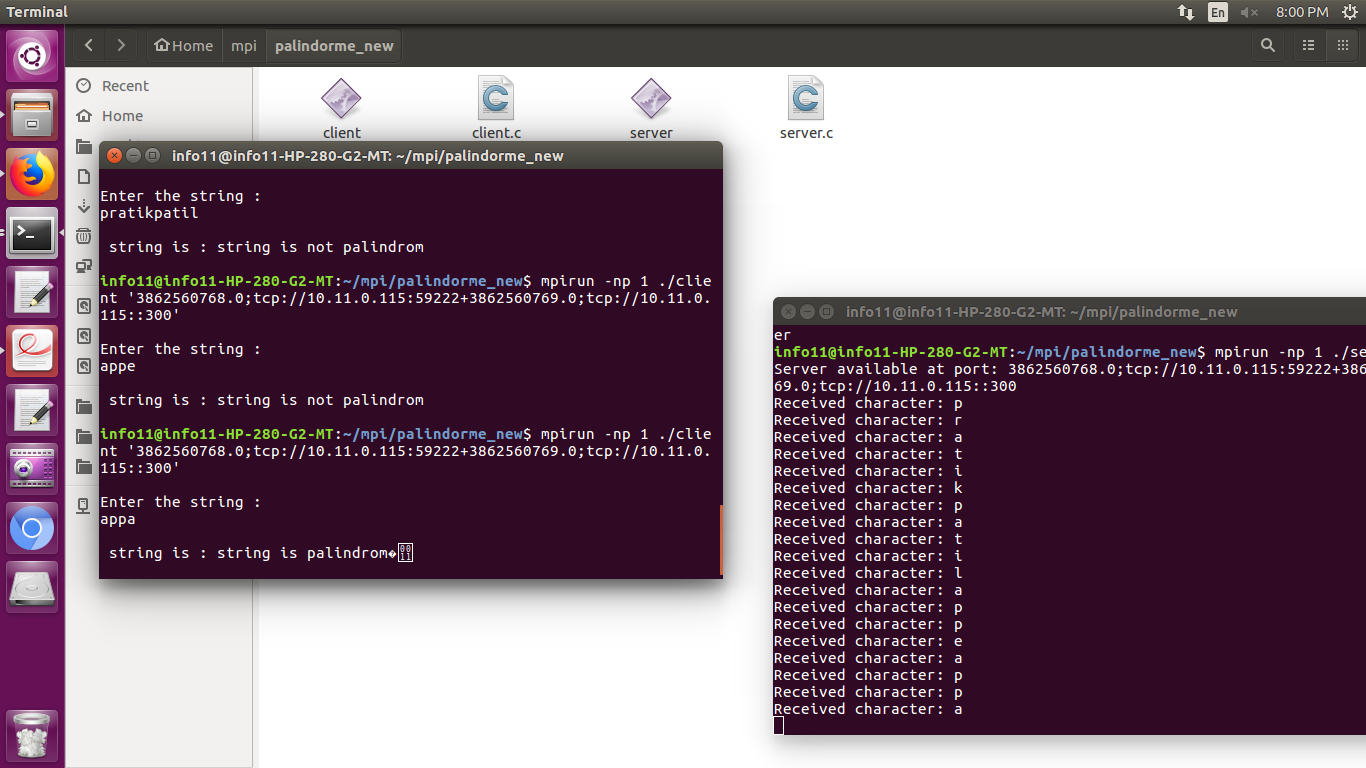 Terminal
En
8:00 PM
Home
mpi
palindorme_new
Recent
Home
client
client.c
server
server.c
info11@info11-HP-280-G2-MT: ~/mpi/palindorme_new
Enter the string :
pratikpatil
string is : string is not palindrom
info11@info11-HP-280-G2-MT:~/mpi/palindorme_new$ mpirun -np 1 ./clie
nt '3862560768.0;tcp://10.11.0.115:59222+3862560769.0;tcp://10.11.0.
115::300'
Enter the string :
appe
string is : string is not palindrom
info11@info11-HP-280-G2-MT:~/mpi/palindorme_new$ mpirun -np 1 ./clie
nt '3862560768.0;tcp://10.11.0.115:59222+3862560769.0;tcp://10.11.0.
115::300'
Enter the string :
appa
string is : string is palindrom�
info11@info11-HP-280-G2-MT: ~/mpi/palindorme_new
er
info11@info11-HP-280-G2-MT:~/mpi/palindorme_new$ mpirun -np 1 ./se
Server available at port: 3862560768.0;tcp://10.11.0.115:59222+386
69.0;tcp://10.11.0.115::300
Received character: p
Received character: r
Received character: a
Received character: t
Received character: i
Received character: k
Received character: p
Received character: a
Received character: t
Received character: i
Received character: l
Received character: a
Received character: p
Received character: p
Received character: e
Received character: a
Received character: p
Received character: p
Received character: a